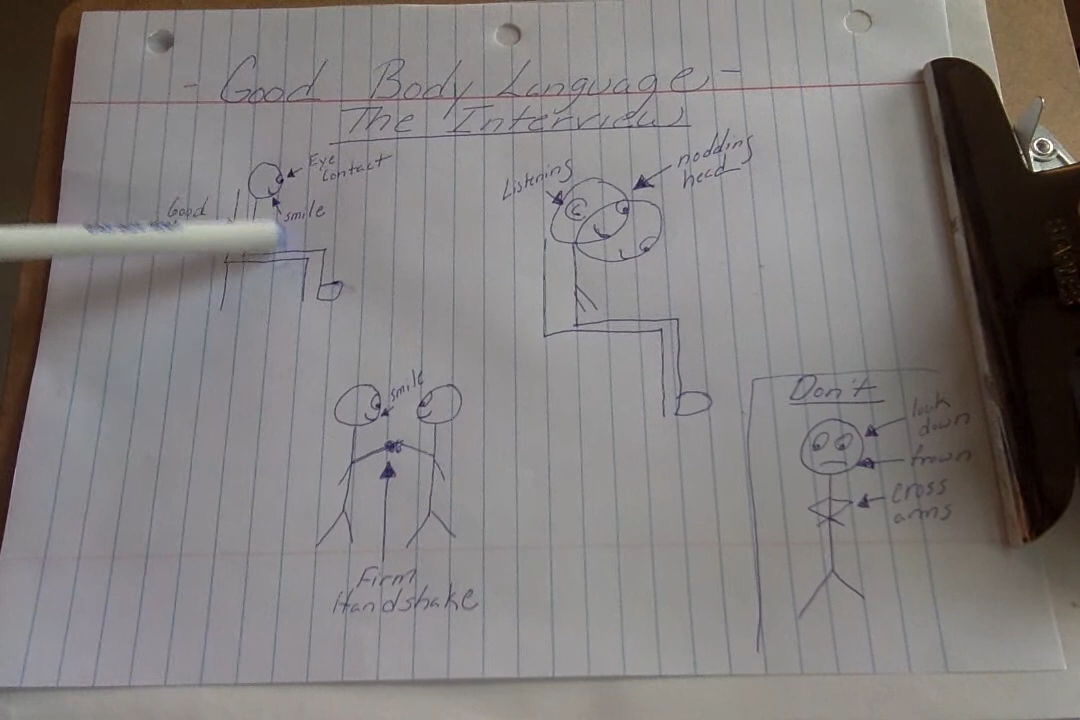 - Good Body Language -
The Interview
Eye
Contact
smile
Good
Listening
nodding
head
smile
Firm
Handshake
Don't
look
down
frown
cross
arms